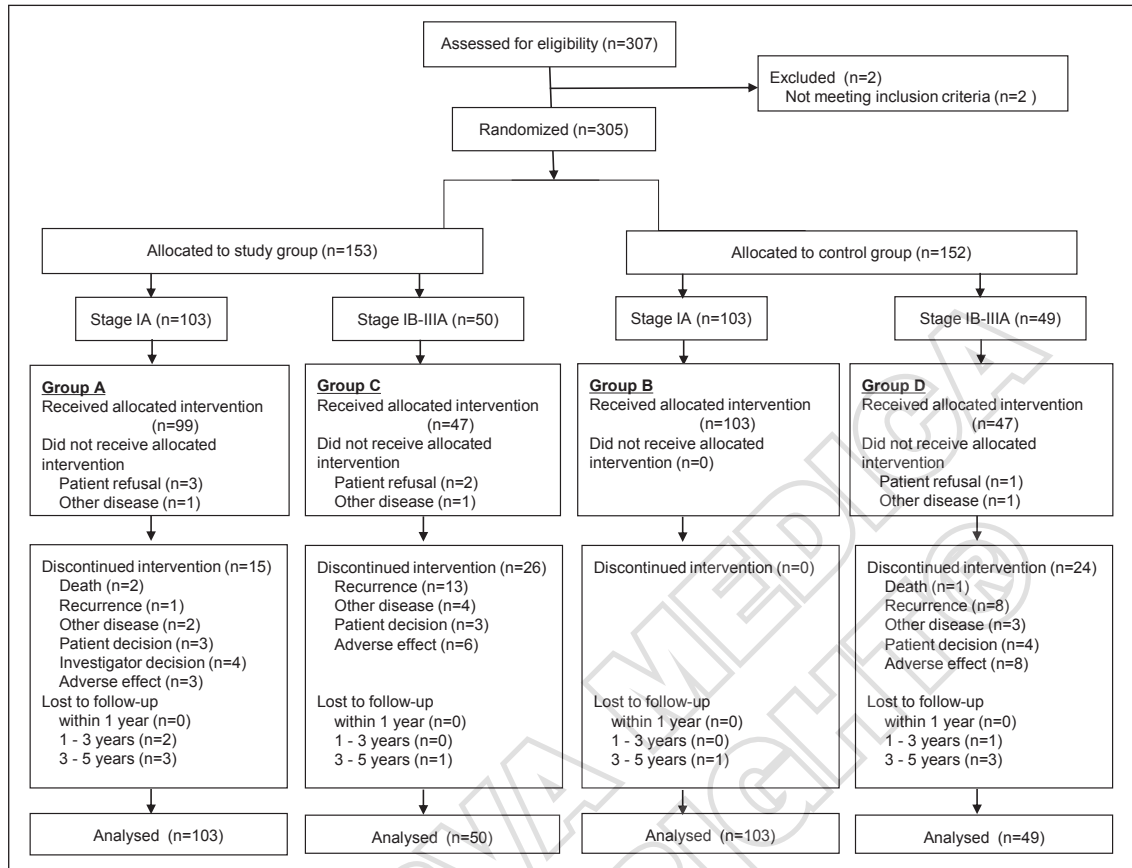 Assessed for eligibility (n=307)
Excluded (n=2)
Not meeting inclusion criteria (n=2 )
Randomized (n=305)
Allocated to study group (n=153)
Allocated to control group (n=152)
Stage IA (n=103)
Stage IB-IIIA (n=50)
Stage IA (n=103)
Stage IB-IIIA (n=49)
Group A
Received allocated intervention
(n=99)
Did not receive allocated
intervention
Patient refusal (n=3)
Other disease (n=1)
Group C
Received allocated intervention
(n=47)
Did not received allocated
intervention
Patient refusal (n=2)
Other disease (n=1)
Group B
Received allocated intervention
(n=103)
Did not receive allocated
intervention (n=0)
Group D
Received allocated intervention
(n=47)
Did not receive allocated
intervention
Patient refusal (n=1)
Other disease (n=1)
Discontinued intervention (n=15)
Death (n=2)
Recurrence (n=1)
Other disease (n=2)
Patient decision (n=3)
Investigator decision (n=4)
Adverse effect (n=3)
Lost to follow-up
within 1 year (n=0)
1 - 3 years (n=2)
3 - 5 years (n=3)
Discontinued intervention (n=26)
Recurrence (n=13)
Other disease (n=4)
Patient decision (n=3)
Adverse effect (n=6)
Lost to follow-up
within 1 year (n=0)
1 - 3 years (n=0)
3 - 5 years (n=1)
Discontinued intervention (n=0)
Lost to follow-up
within 1 year (n=0)
1 - 3 years (n=0)
3 - 5 years (n=1)
Discontinued intervention (n=24)
Death (n=1)
Recurrence (n=8)
Other disease (n=3)
Patient decision (n=4)
Adverse effect (n=8)
Lost to follow-up
within 1 year (n=0)
1 - 3 years (n=1)
3 - 5 years (n=3)
Analysed (n=103)
Analysed (n=50)
Analysed (n=103)
Analysed (n=49)
MEDICA